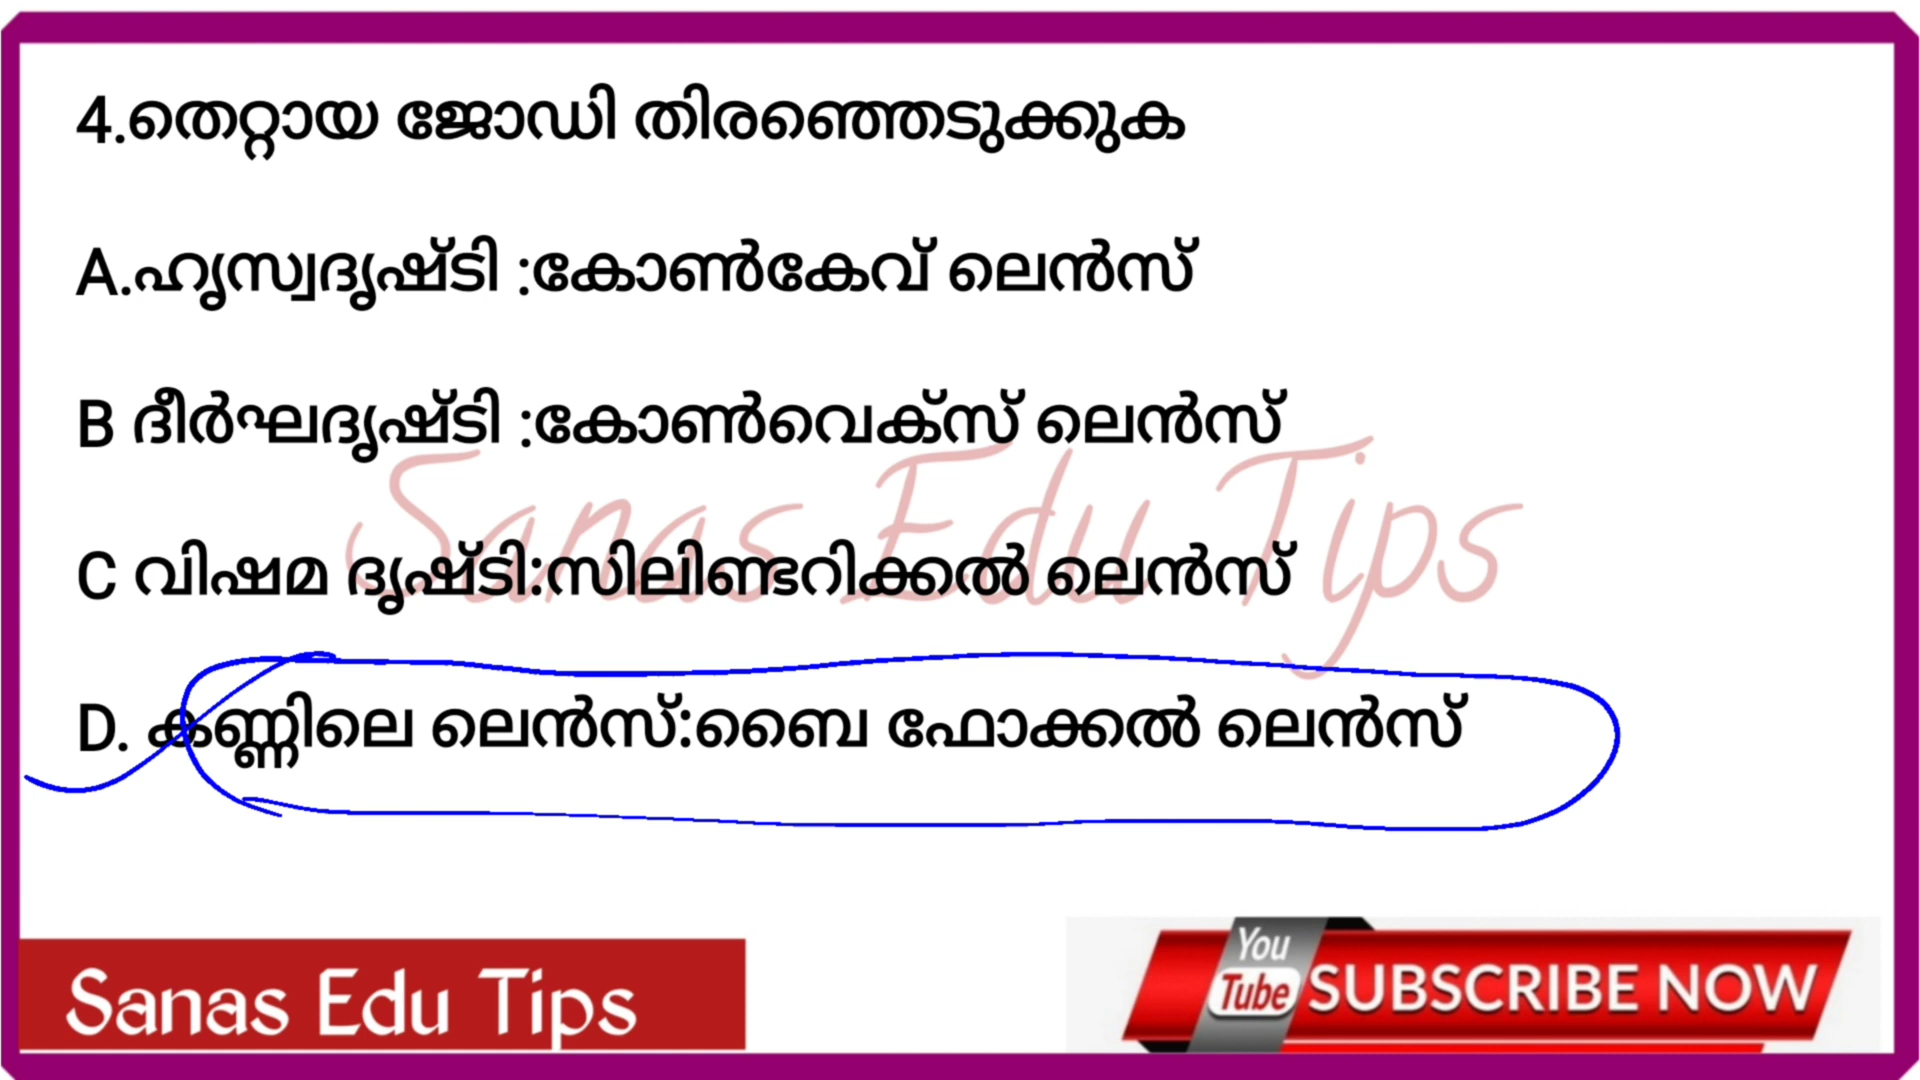 4.തെറ്റായ ജോഡി തിരഞ്ഞെടുക്കുക
A.ഹൃസ്വദൃഷ്ടി :കോൺകേവ് ലെൻസ്
B ദീർഘദൃഷ്ടി :കോൺവെക്സ് ലെൻസ്
Sanas Edu Tips
C വിഷമ ദൃഷ്ടി:സിലിണ്ടറിക്കൽ ലെൻസ്
D. കണ്ണിലെ ലെൻസ്:ബൈ ഫോക്കൽ ലെൻസ്
Sanas Edu Tips
You
Tube SUBSCRIBE NOW